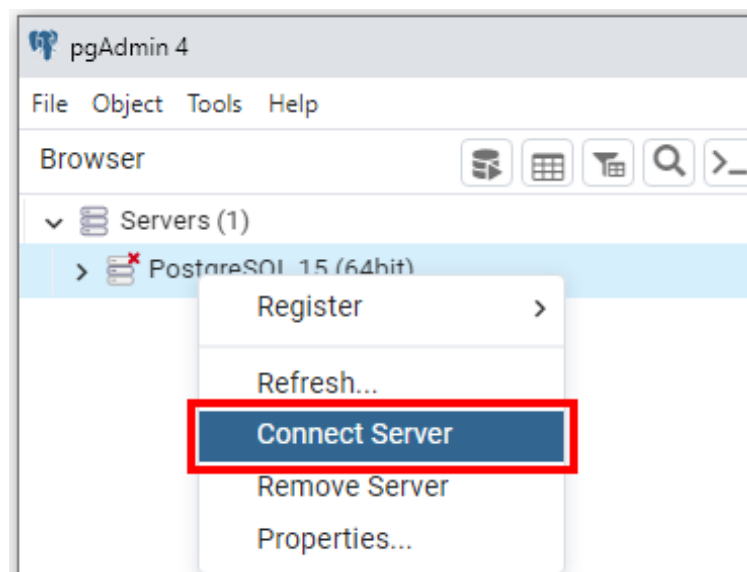 pgAdmin 4
File Object Tools Help
Browser
Servers (1)
PostgreSQL 15 (64bit)
Register
Refresh...
Connect Server
Remove Server
Properties...